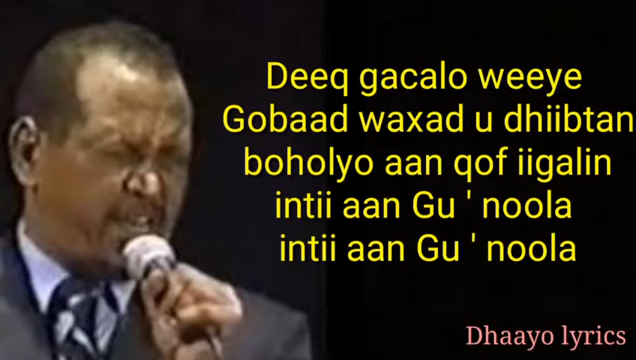 Deeq gacalo weeye
Gobaad waxad u dhiibtan
boholyo aan qof iigalin
intii aan Gu ' noola
intii aan Gu ' noola
Dhaayo lyrics